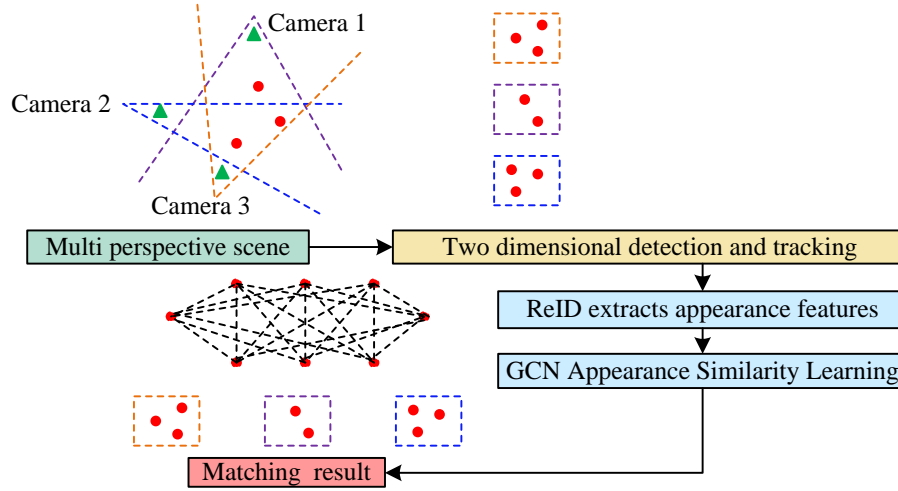 Camera 1
Camera 2
Camera 3
Multi perspective scene
Two dimensional detection and tracking
ReID extracts appearance features
GCN Appearance Similarity Learning
Matching result